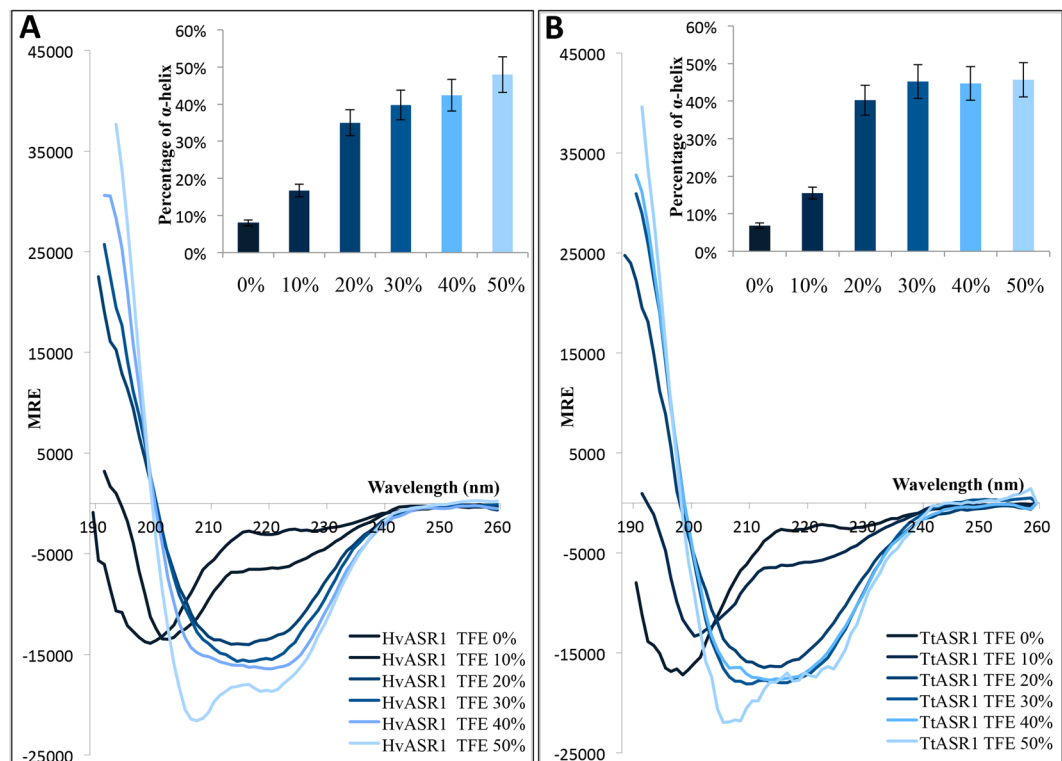 A
60%
50%
40%
30%
20%
10%
0%
Percentage of α-helix
0% 10% 20% 30% 40% 50%
45000
35000
25000
15000
5000
-5000
-15000
-25000
MRE
Wavelength (nm)
190 200 210 220 230 240 250 260
HvASR1 TFE 0%
HvASR1 TFE 10%
HvASR1 TFE 20%
HvASR1 TFE 30%
HvASR1 TFE 40%
HvASR1 TFE 50%
B
60%
50%
40%
30%
20%
10%
0%
Percentage of α-helix
0% 10% 20% 30% 40% 50%
45000
35000
25000
15000
5000
-5000
-15000
-25000
MRE
Wavelength (nm)
190 200 210 220 230 240 250 260
TtASR1 TFE 0%
TtASR1 TFE 10%
TtASR1 TFE 20%
TtASR1 TFE 30%
TtASR1 TFE 40%
TtASR1 TFE 50%